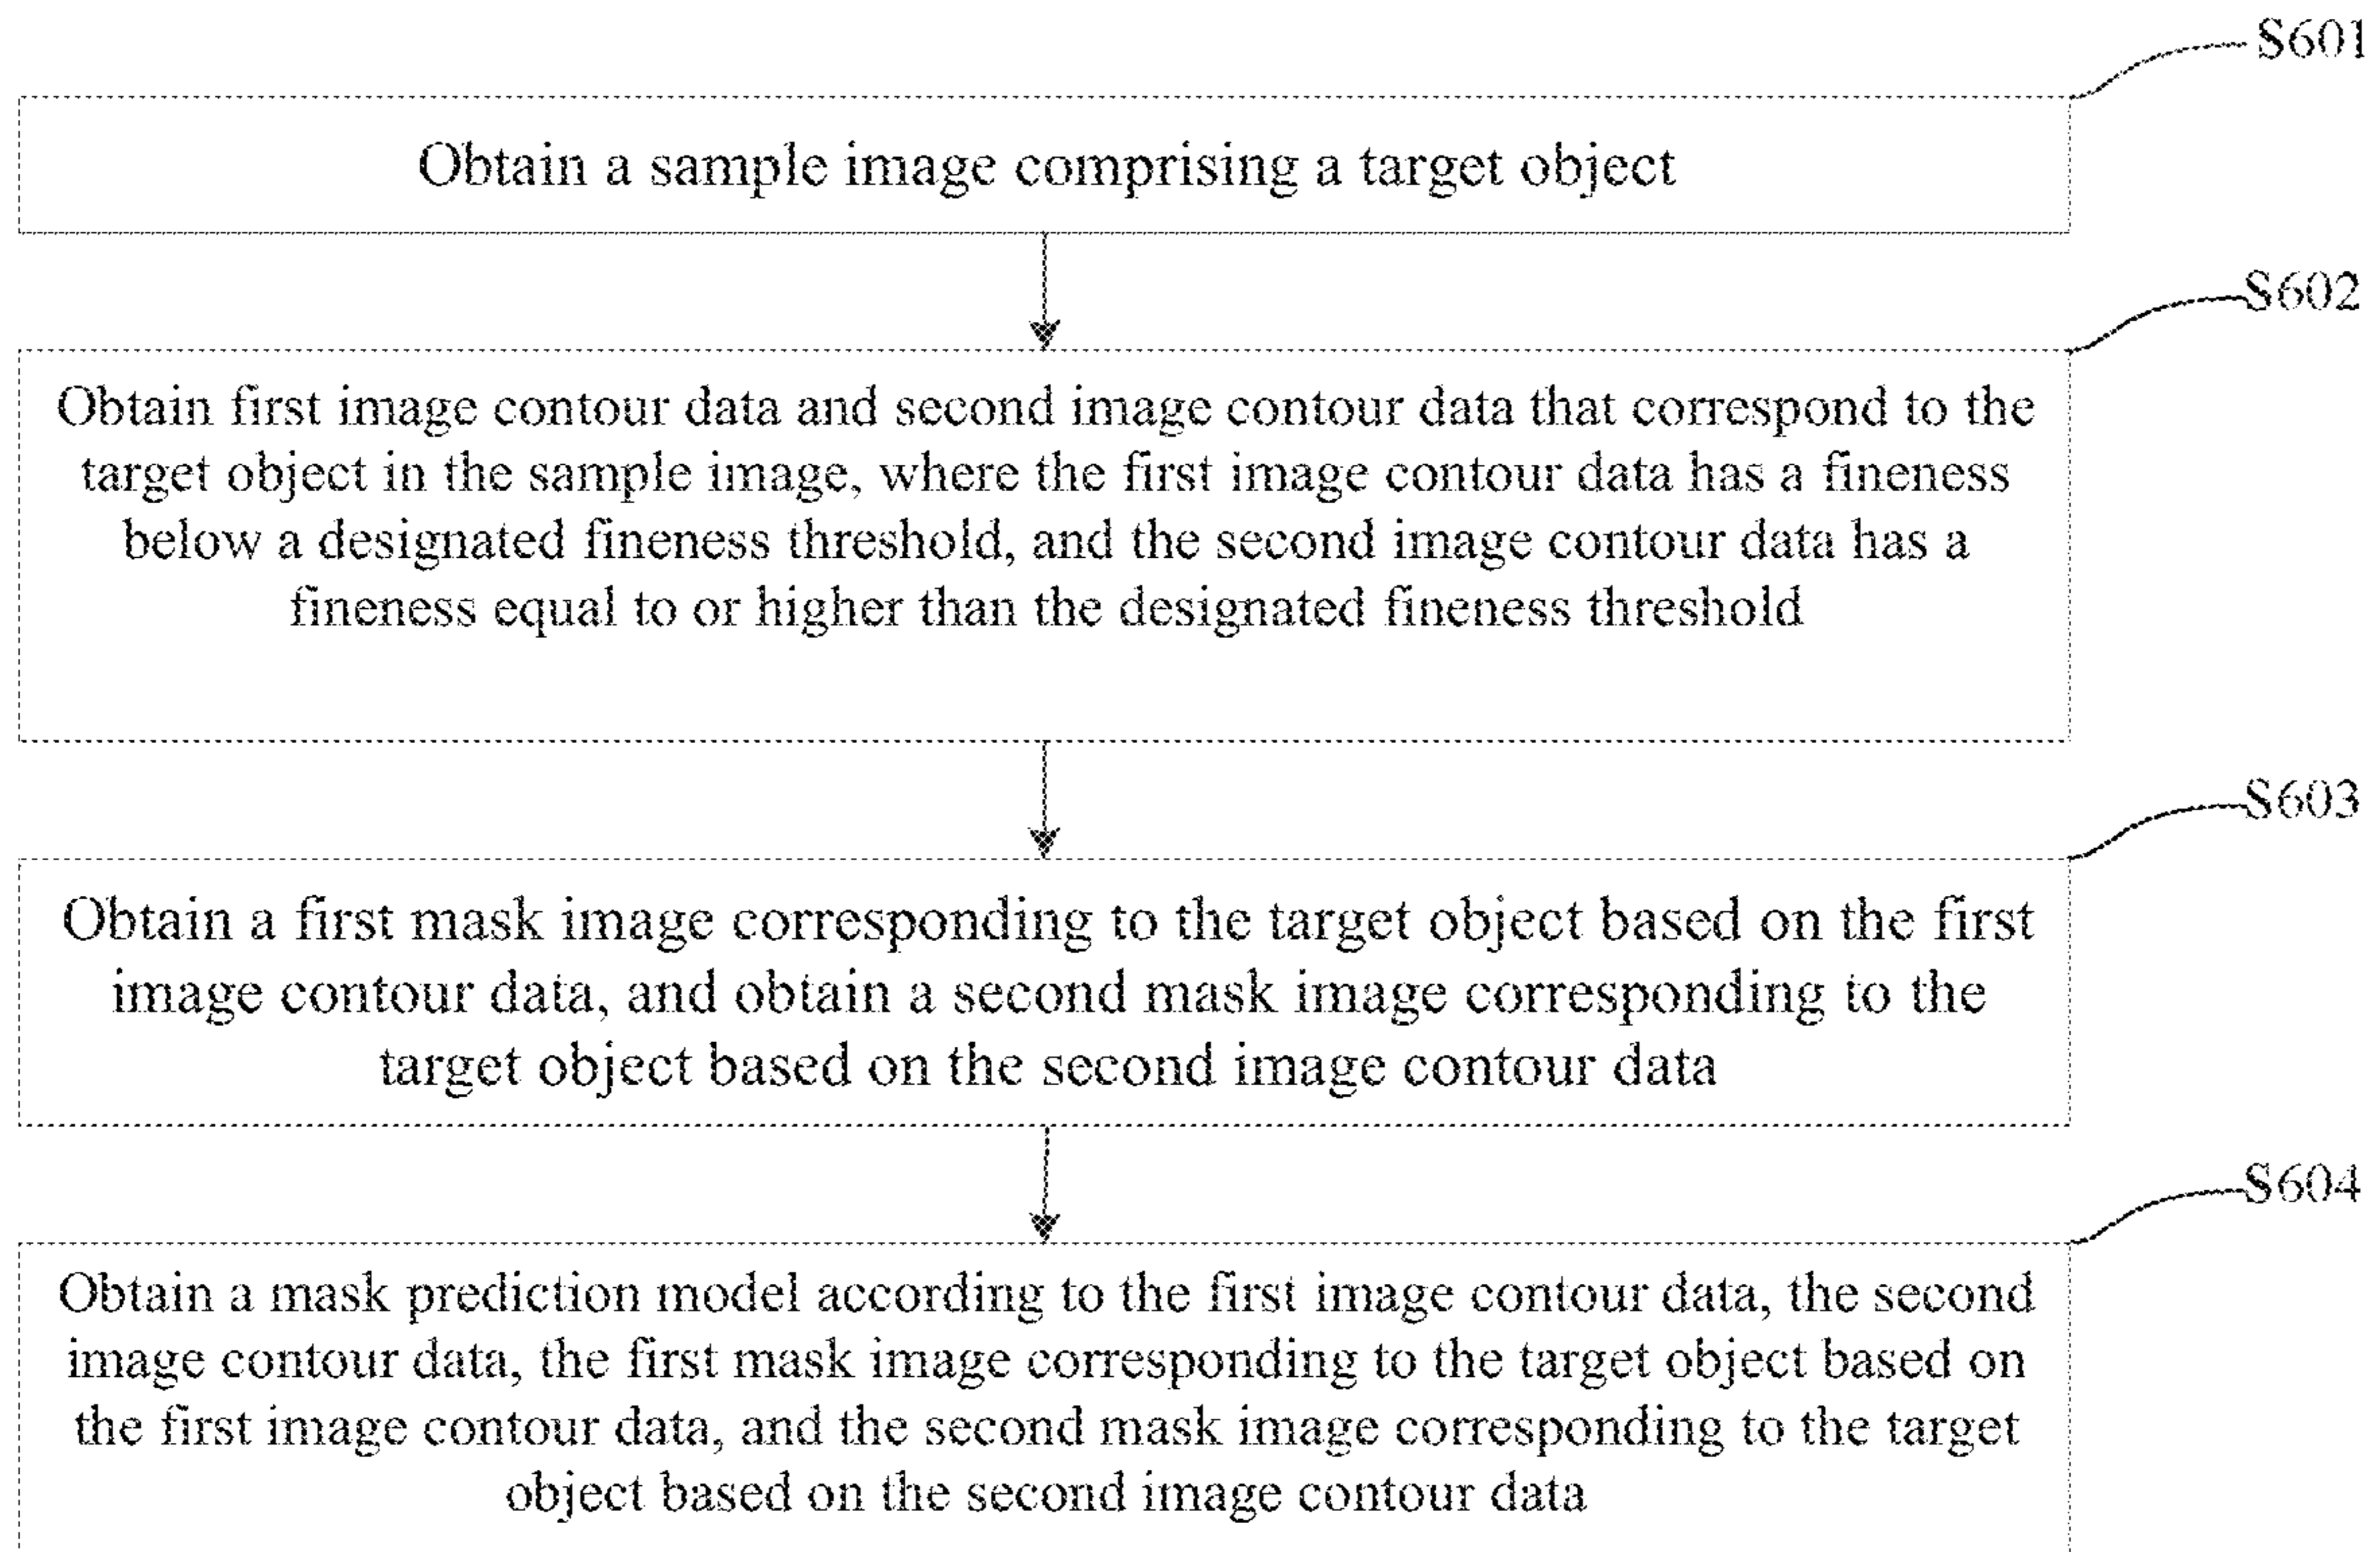 S601
Obtain a sample image comprising a target object
S602
Obtain first image contour data and second image contour data that correspond to the
target object in the sample image, where the first image contour data has a fineness
below a designated fineness threshold, and the second image contour data has a
fineness equal to or higher than the designated fineness threshold
S603
Obtain a first mask image corresponding to the target object based on the first
image contour data, and obtain a second mask image corresponding to the
target object based on the second image contour data
S604
Obtain a mask prediction model according to the first image contour data, the second
image contour data, the first mask image corresponding to the target object based on
the first image contour data, and the second mask image corresponding to the target
object based on the second image contour data